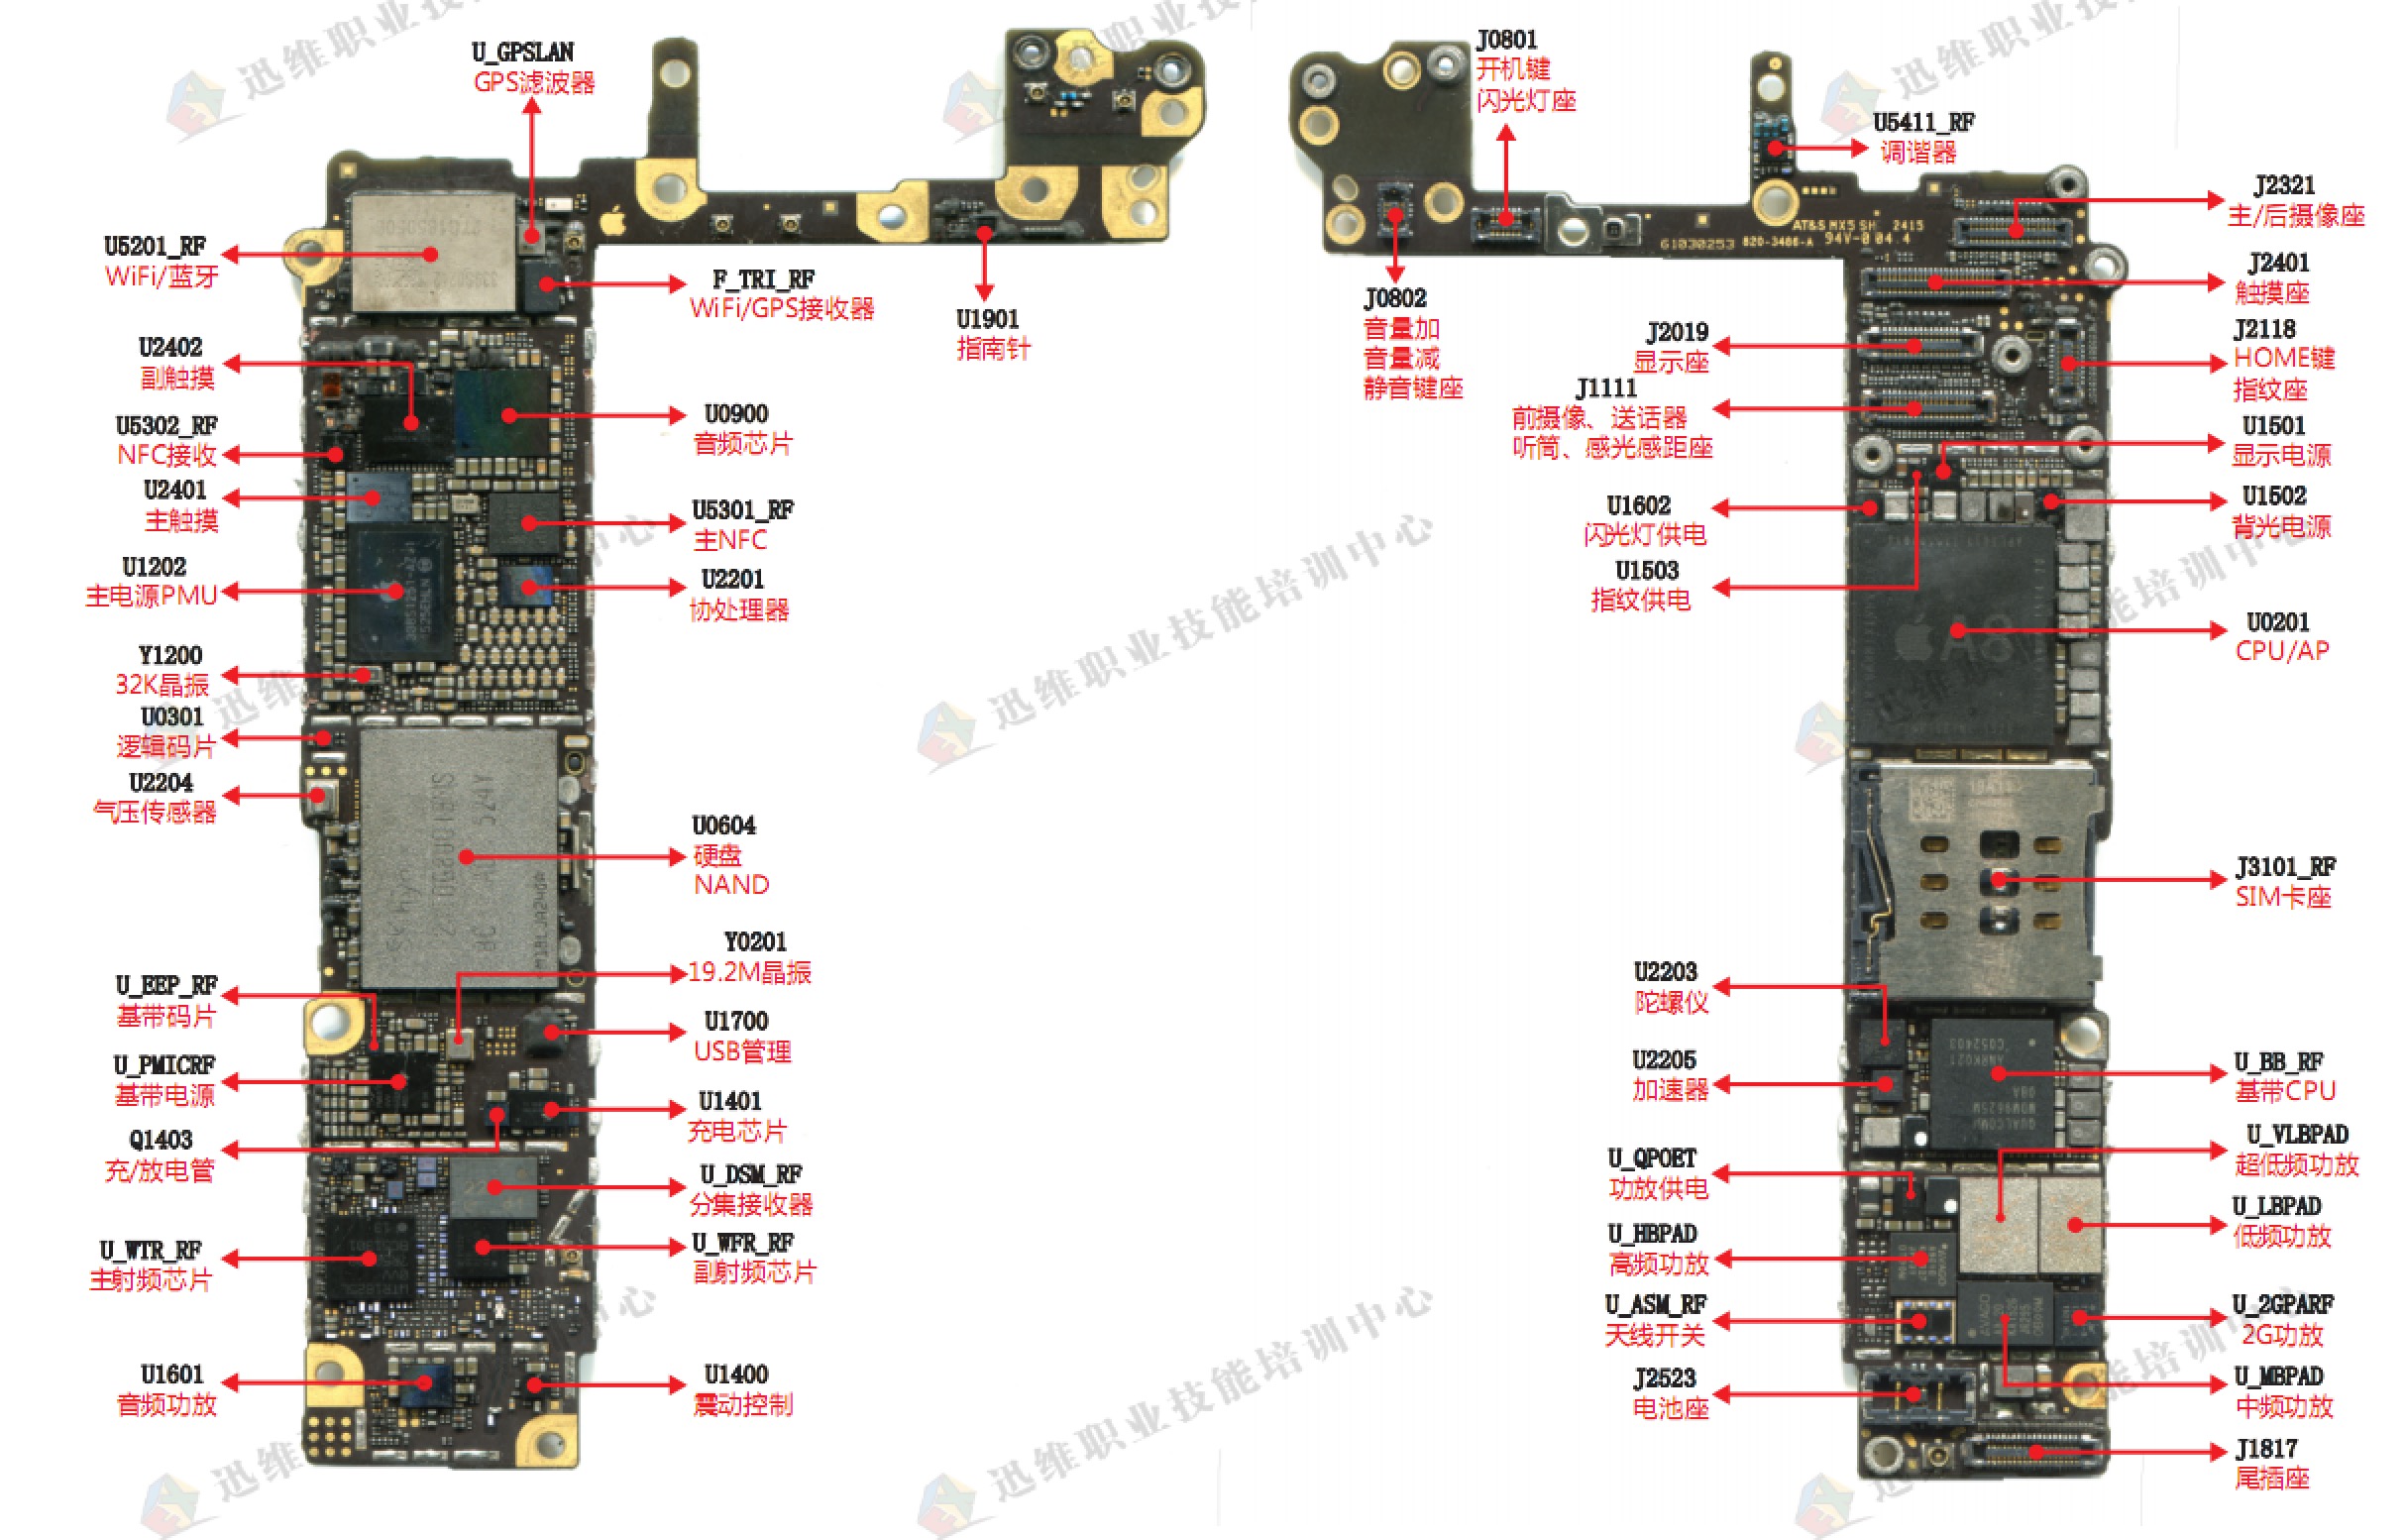 U_GPSLAN
GPS滤波器
U5201_RF
WiFi/蓝牙
F_TRI_RF
WiFi/GPS接收器
U1901
指南针
U2402
副触摸
U0900
音频芯片
U5302_RF
NFC接收
U2401
主触摸
U5301_RF
主NFC
U1202
主电源PMU
U2201
协处理器
Y1200
32K晶振
U0301
逻辑码片
U2204
气压传感器
U0604
硬盘
NAND
Y0201
19.2M晶振
U_EEP_RF
基带码片
U1700
USB管理
U_PMICRF
基带电源
U1401
充电芯片
Q1403
充/放电管
U_DSM_RF
分集接收器
U_WTR_RF
主射频芯片
U_WFR_RF
副射频芯片
U1601
音频功放
U1400
震动控制
J0801
开机键
闪光灯座
U5411_RF
调谐器
J2321
主/后摄像座
AT&S MX5 SH 2415
61030253 820-3486-A 94V-0 04.4
J2401
触摸座
J0802
音量加
音量减
静音键座
J2019
显示座
J2118
HOME键
指纹座
J1111
前摄像、送话器
听筒、感光感距座
U1501
显示电源
U1602
闪光灯供电
U1502
背光电源
U1503
指纹供电
A8
U0201
CPU/AP
J3101_RF
SIM卡座
U2203
陀螺仪
U2205
加速器
U_BB_RF
基带CPU
U_QPOET
功放供电
U_VLBPAD
超低频功放
U_LBPAD
低频功放
U_HBPAD
高频功放
U_ASM_RF
天线开关
U_2GPARF
2G功放
J2523
电池座
U_MBPAD
中频功放
J1817
尾插座
迅维职业技能培训中心